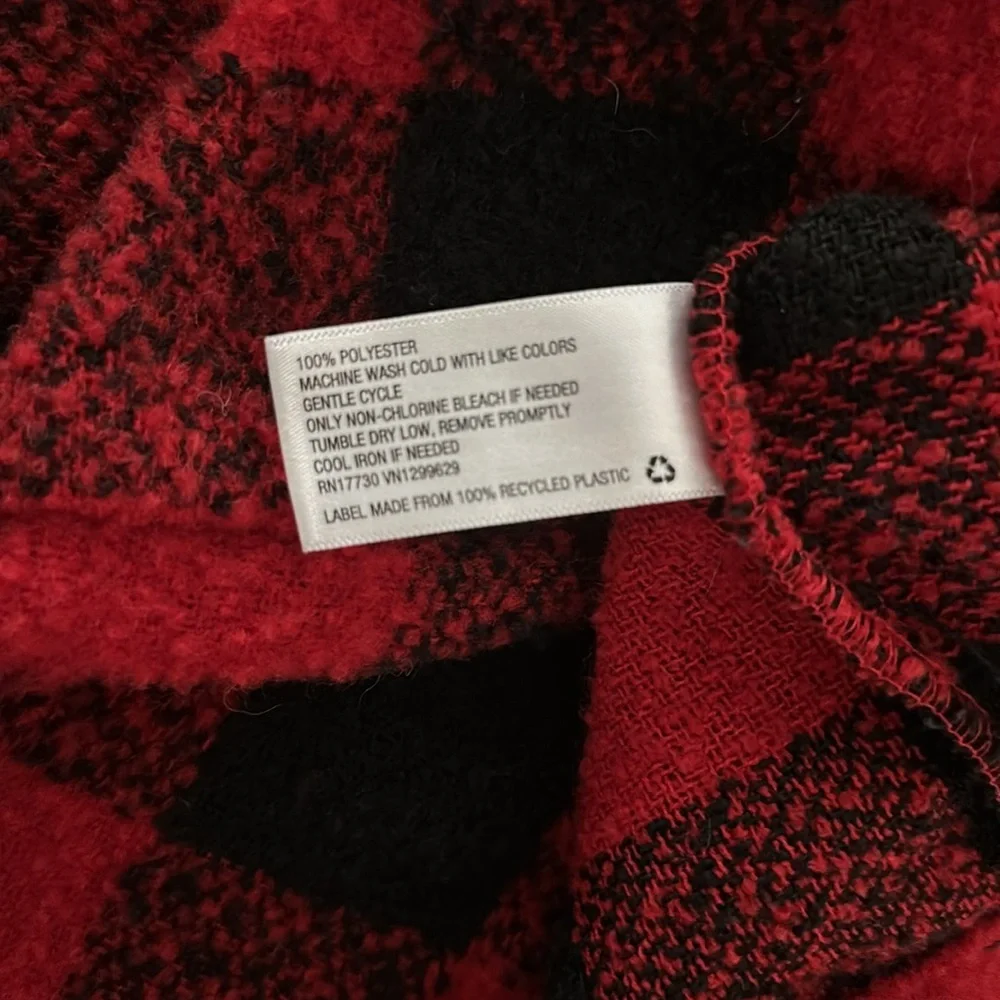 100% POLYESTER
MACHINE WASH COLD WITH LIKE COLORS
GENTLE CYCLE
ONLY NON-CHLORINE BLEACH IF NEEDED
TUMBLE DRY LOW, REMOVE PROMPTLY
COOL IRON IF NEEDED
RN17730 VN1299629
LABEL MADE FROM 100% RECYCLED PLASTIC